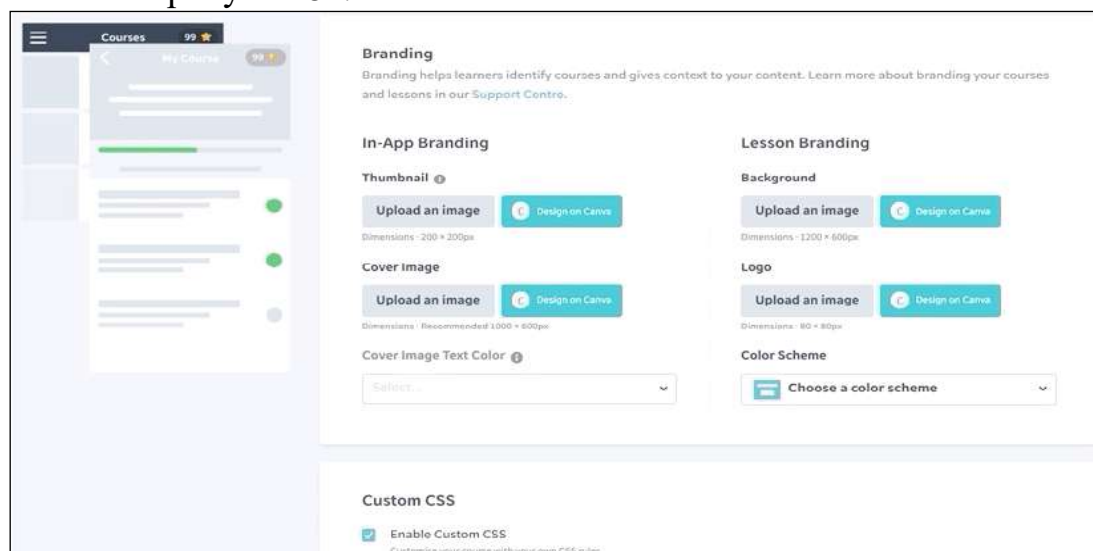 Courses 99
My Course 99
Branding
Branding helps learners identify courses and gives context to your content. Learn more about branding your courses
and lessons in our Support Centre.
In-App Branding
Thumbnail
Upload an image
Design on Canva
Dimensions - 200 × 200px
Cover Image
Upload an image
Design on Canva
Dimensions - Recommended 1000 × 600px
Cover Image Text Color
Select...
Lesson Branding
Background
Upload an image
Design on Canva
Dimensions - 1200 × 600px
Logo
Upload an image
Design on Canva
Dimensions - 80 × 80px
Color Scheme
Choose a color scheme
Custom CSS
Enable Custom CSS